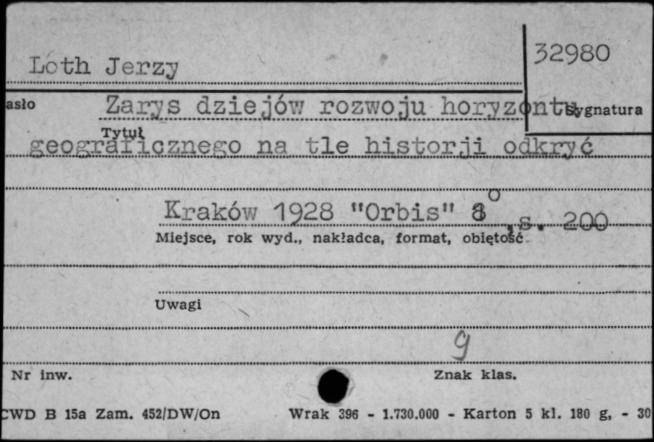 32980
Loth Jerzy
asło Zarys dziejów rozwoju horyzontu Sygnatura
Tytuł
geograficznego na tle historji odkryć
Kraków 1928 "Orbis" 8⁰, s. 200
Miejsce, rok wyd., nakładca, format, objętość
Uwagi
9
Nr inw. Znak klas.
CWD B 15a Zam. 452/DW/On Wrak 396 - 1.730.000 - Karton 5 kl. 180 g, - 30